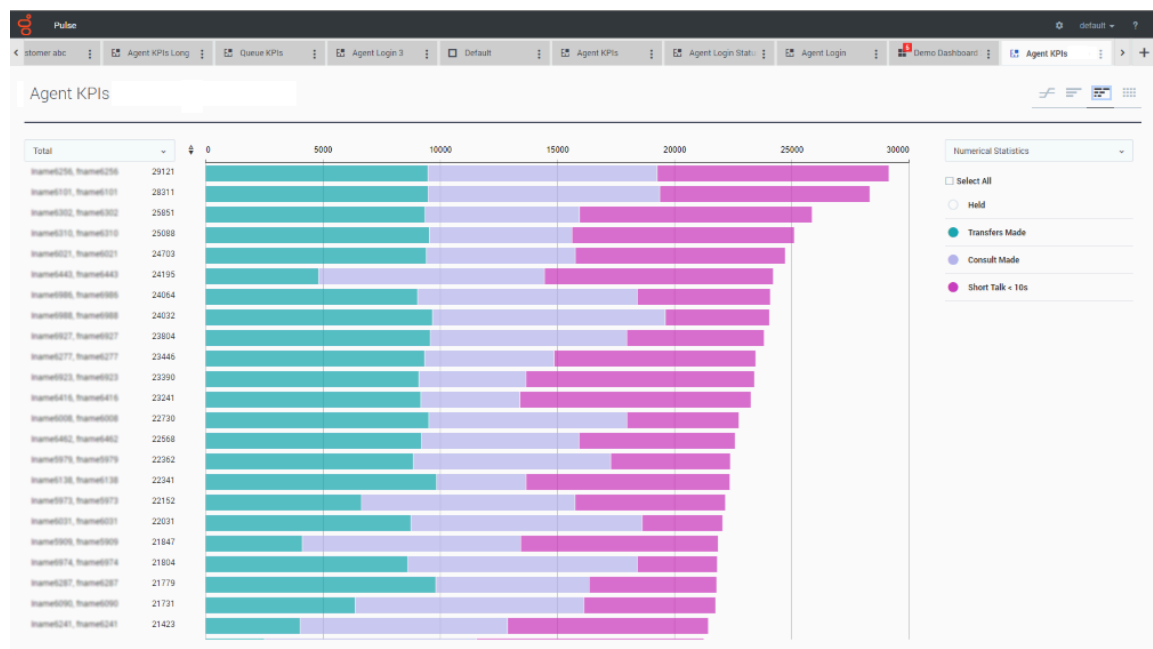 Pulse
default
?
stomer abc
Agent KPIs Long
Queue KPIs
Agent Login 3
Default
Agent KPIs
Agent Login Statu
Agent Login
6
Demo Dashboard
Agent KPIs
Agent KPIs
Total
0 5000 10000 15000 20000 25000 30000
Numerical Statistics
Select All
Held
Transfers Made
Consult Made
Short Talk < 10s
lname6256, fname6256 29121
lname6101, fname6101 28311
lname6302, fname6302 25851
lname6310, fname6310 25088
lname6021, fname6021 24703
lname6443, fname6443 24195
24064
lname6988, fname6988 24032
lname6927, fname6927 23804
lname6277, fname6277 23446
lname6923, fname6923 23390
lname6416, fname6416 23241
lname6008, fname6008 22730
lname6462, fname6462 22568
lname5979, fname5979 22362
lname6138, fname6138 22341
lname5973, fname5973 22152
lname6031, fname6031 22031
lname5909, fname5909 21847
lname6974, fname6974 21804
lname6287, fname6287 21779
lname6090, fname6090 21731
lname6241, fname6241 21423